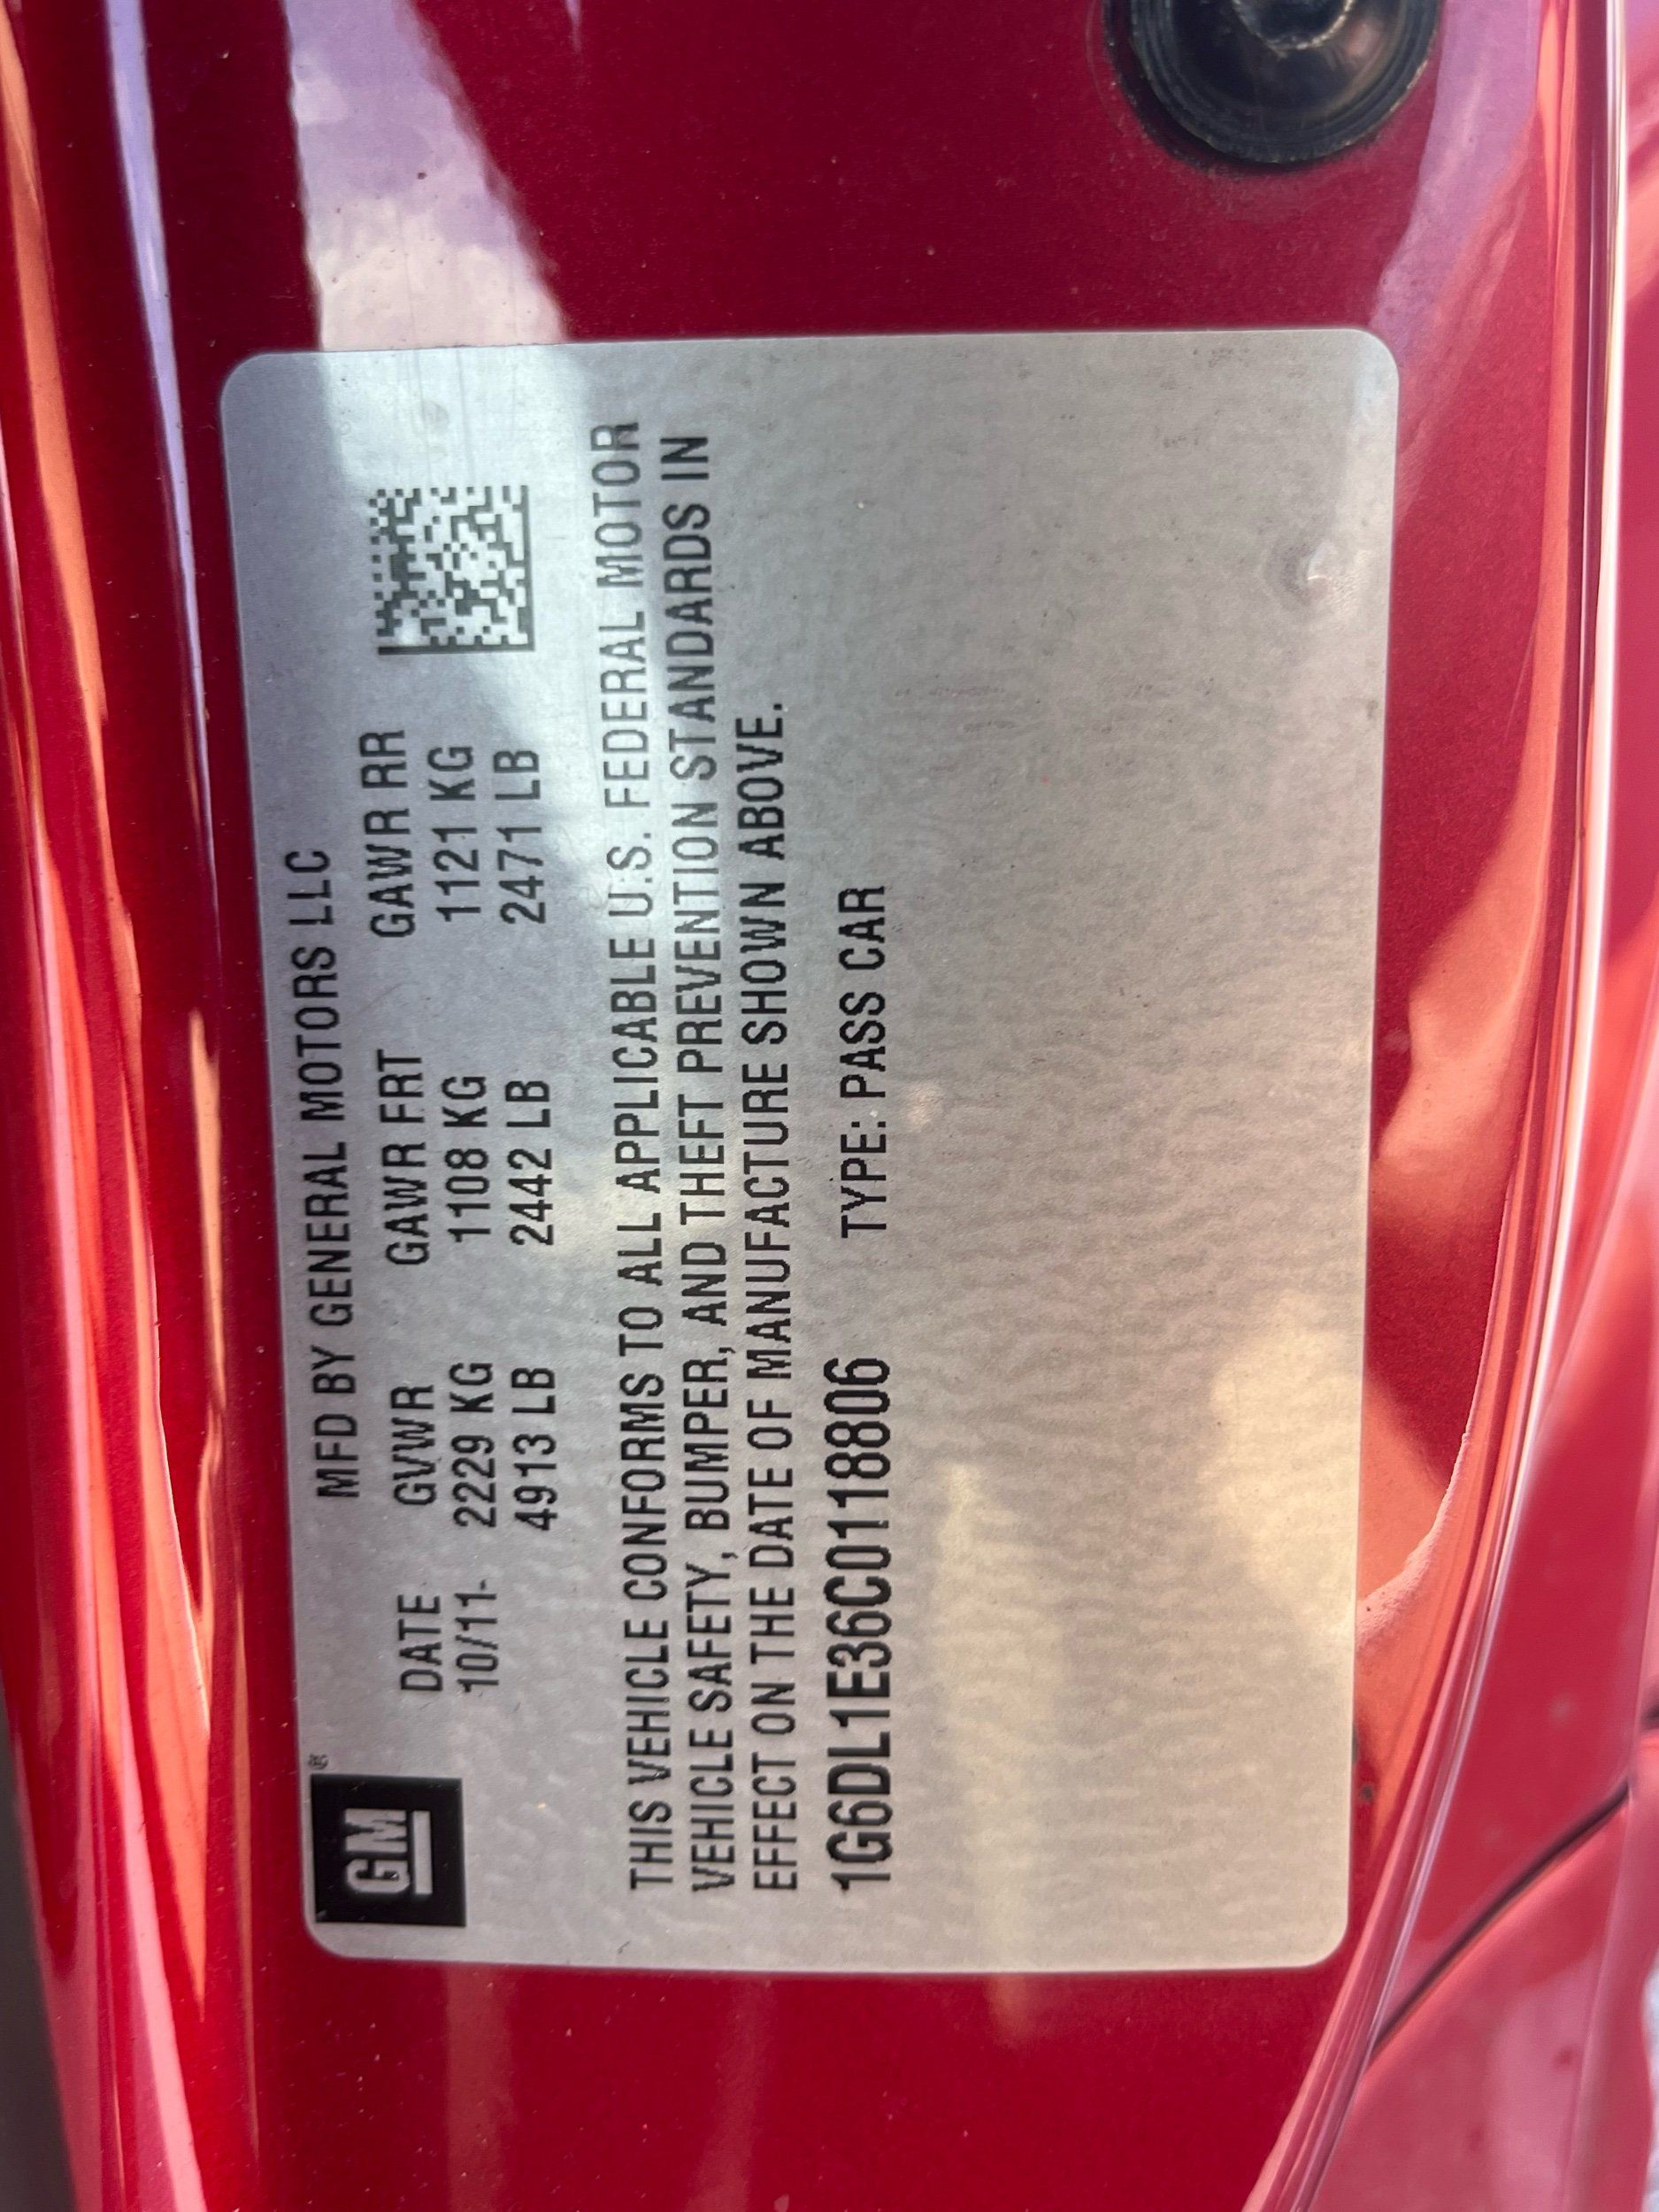 GM ®
MFD BY GENERAL MOTORS LLC
DATE GVWR GAWR FRT GAWR RR
10/11 2229 KG 1108 KG 1121 KG
4913 LB 2442 LB 2471 LB
THIS VEHICLE CONFORMS TO ALL APPLICABLE U.S. FEDERAL MOTOR
VEHICLE SAFETY, BUMPER, AND THEFT PREVENTION STANDARDS IN
EFFECT ON THE DATE OF MANUFACTURE SHOWN ABOVE.
1G6DL1E36C0118806 TYPE: PASS CAR